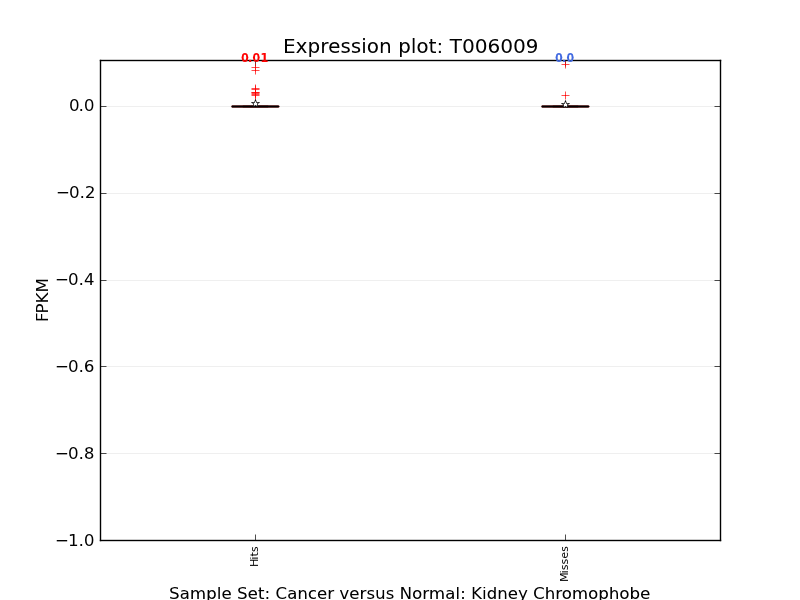 Expression plot: T006009
0.01
0.0
0.0
−0.2
−0.4
−0.6
−0.8
−1.0
FPKM
Hits
Misses
Sample Set: Cancer versus Normal: Kidney Chromophobe